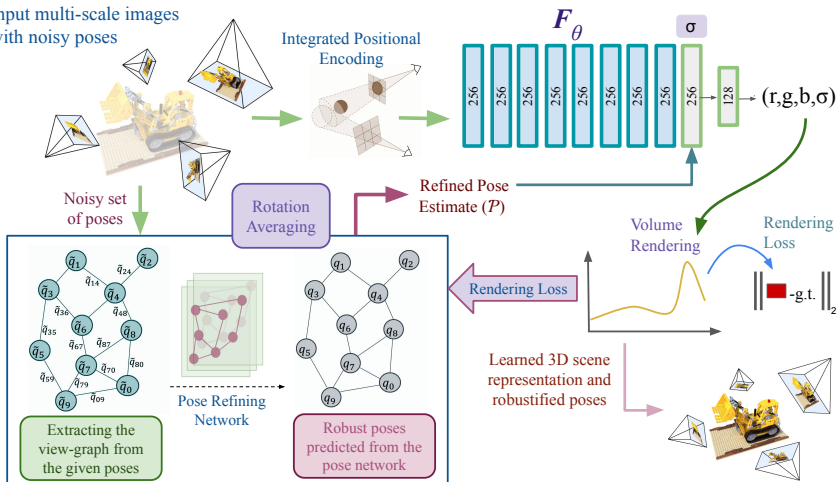 nput multi-scale images
with noisy poses
Integrated Positional
Encoding
F_θ
σ
256
256
256
256
256
256
256
256
256
128
(r,g,b,σ)
Noisy set
of poses
Rotation
Averaging
Refined Pose
Estimate (𝒫)
Volume
Rendering
Rendering
Loss
-g.t.
2
Rendering Loss
q̃₁
q̃₂
q̃₁₄
q̃₂₄
q̃₃
q̃₄
q̃₃₆
q̃₄₈
q̃₃₅
q̃₆
q̃₈
q̃₆₇
q̃₈₇
q̃₅
q̃₇
q̃₇₀
q̃₈₀
q̃₅₉
q̃₇₉
q̃₀
q̃₉
q̃₀₉
q₁
q₂
q₃
q₄
q₆
q₈
q₅
q₇
q₀
q₉
Pose Refining
Network
Extracting the
view-graph from
the given poses
Robust poses
predicted from the
pose network
Learned 3D scene
representation and
robustified poses